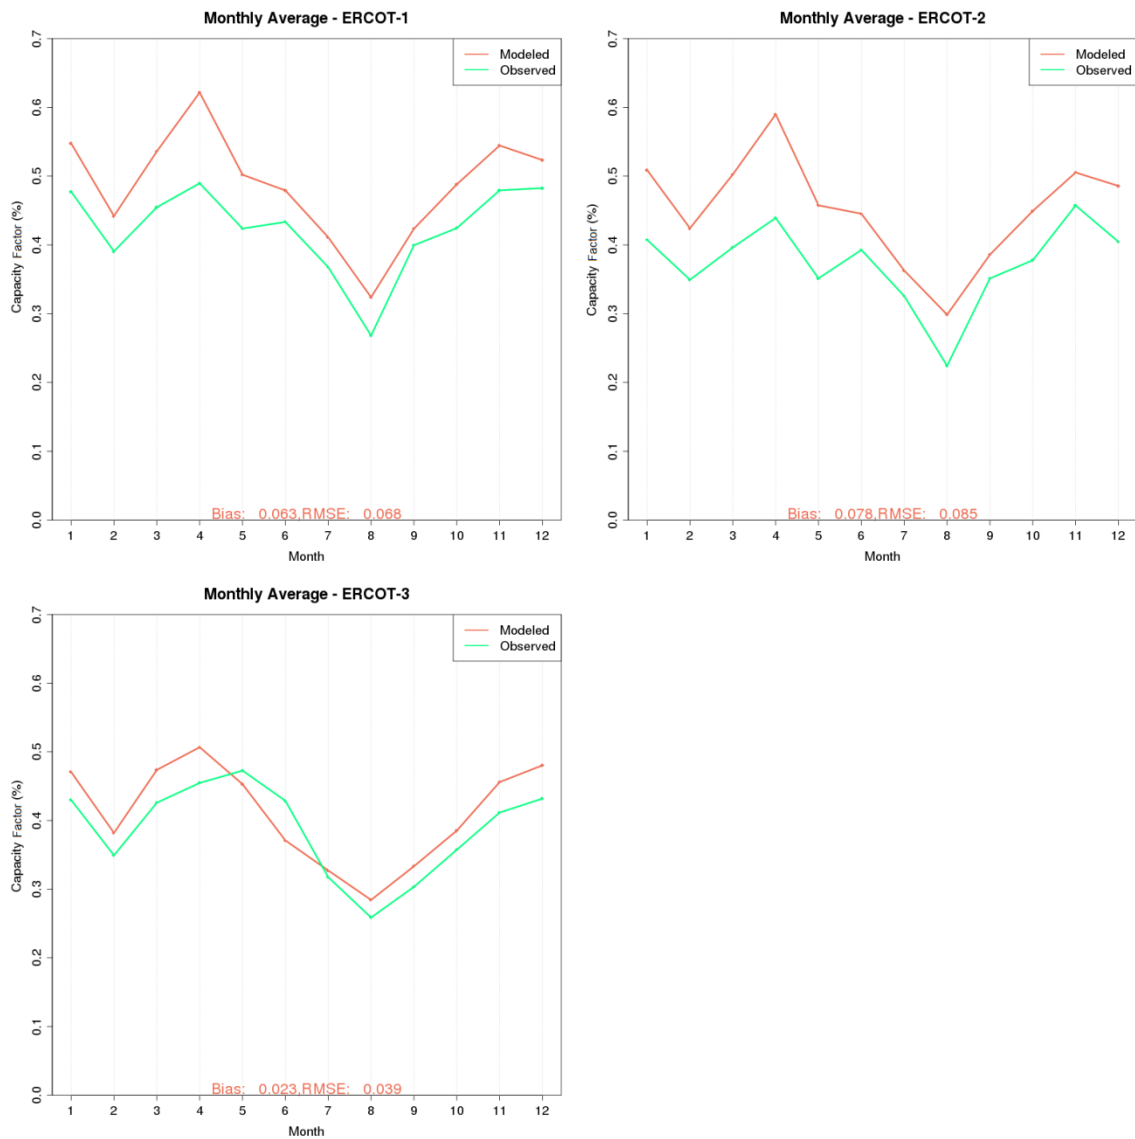 Monthly Average - ERCOT-1
Modeled
Observed
0.7
0.6
0.5
0.4
0.3
0.2
0.1
0.0
Capacity Factor (%)
Bias: 0.063,RMSE: 0.068
1 2 3 4 5 6 7 8 9 10 11 12
Month
Monthly Average - ERCOT-2
Modeled
Observed
0.7
0.6
0.5
0.4
0.3
0.2
0.1
0.0
Capacity Factor (%)
Bias: 0.078,RMSE: 0.085
1 2 3 4 5 6 7 8 9 10 11 12
Month
Monthly Average - ERCOT-3
Modeled
Observed
0.7
0.6
0.5
0.4
0.3
0.2
0.1
0.0
Capacity Factor (%)
Bias: 0.023,RMSE: 0.039
1 2 3 4 5 6 7 8 9 10 11 12
Month